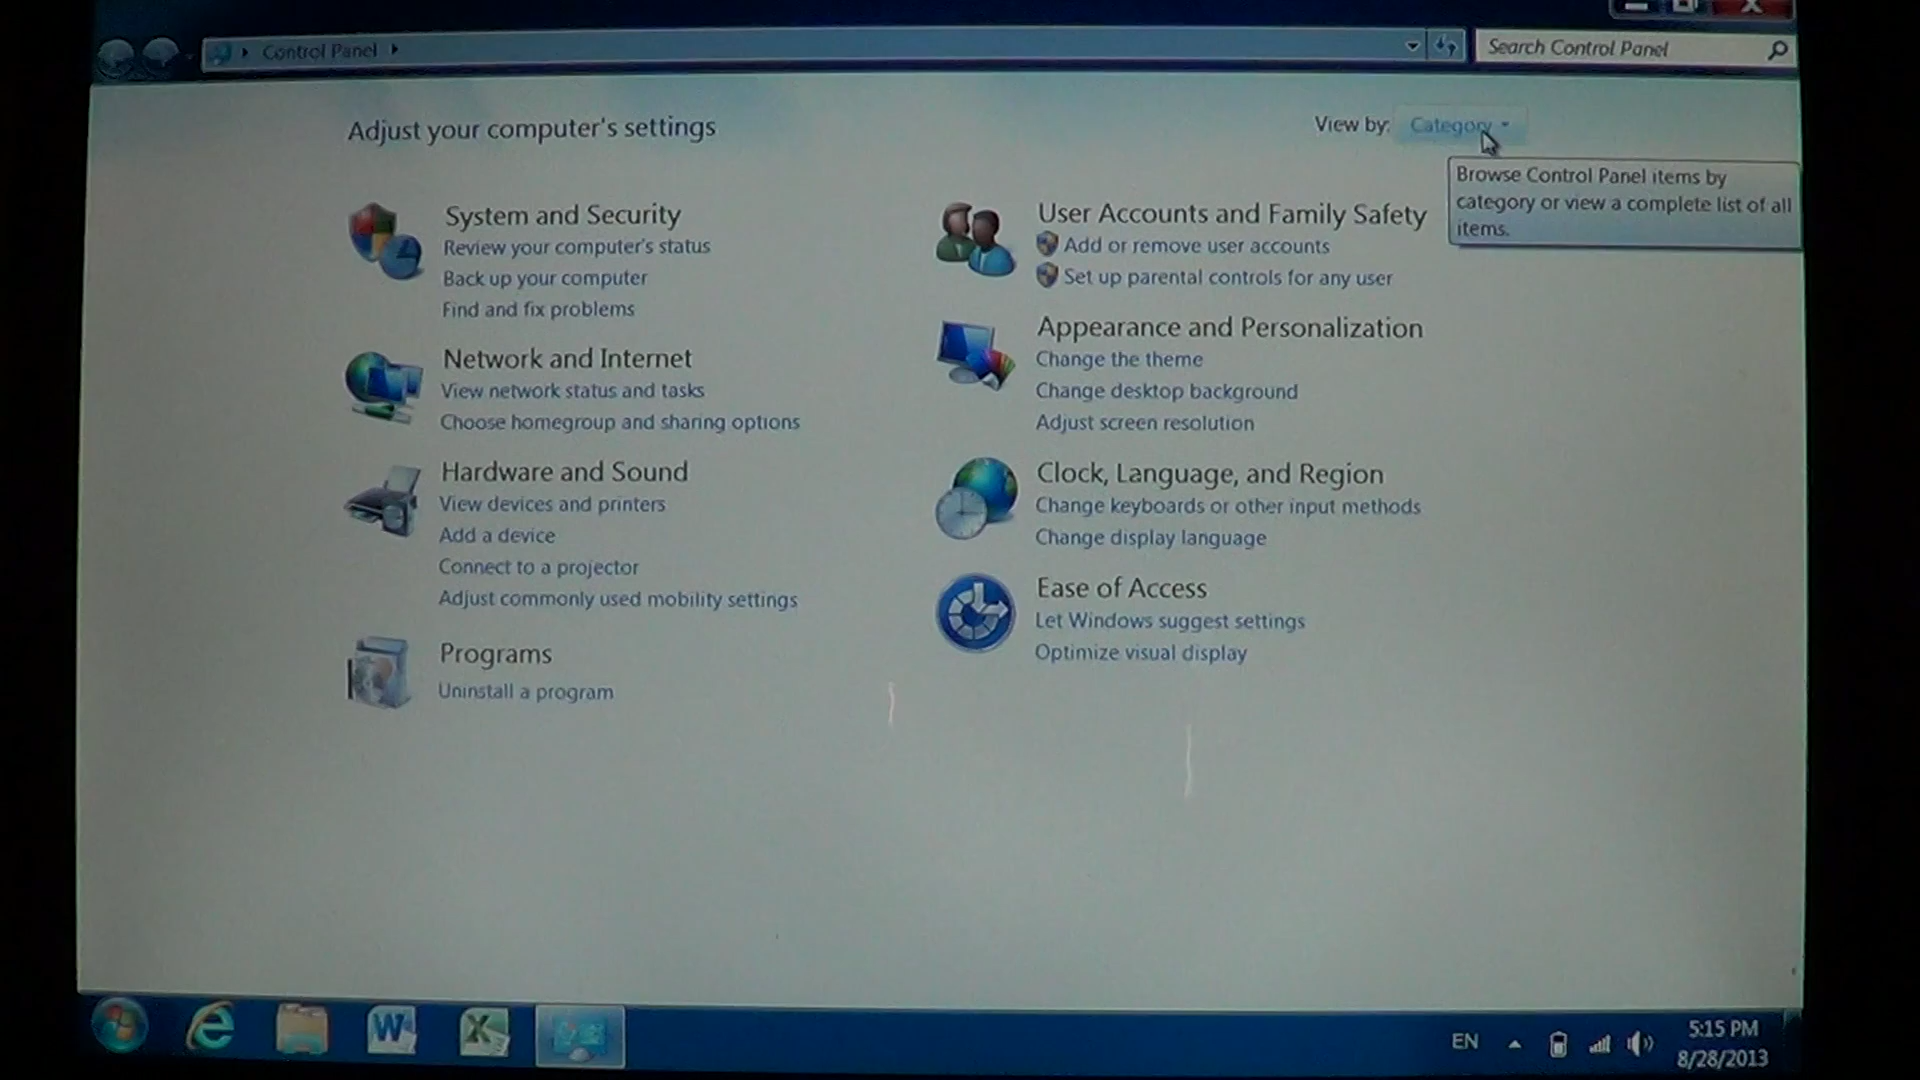 Control Panel
Search Control Panel
Adjust your computer's settings
View by: Category
Browse Control Panel items by
category or view a complete list of all
items.
System and Security
Review your computer's status
Back up your computer
Find and fix problems
Network and Internet
View network status and tasks
Choose homegroup and sharing options
Hardware and Sound
View devices and printers
Add a device
Connect to a projector
Adjust commonly used mobility settings
Programs
Uninstall a program
User Accounts and Family Safety
Add or remove user accounts
Set up parental controls for any user
Appearance and Personalization
Change the theme
Change desktop background
Adjust screen resolution
Clock, Language, and Region
Change keyboards or other input methods
Change display language
Ease of Access
Let Windows suggest settings
Optimize visual display
EN
5:15 PM
8/28/2013